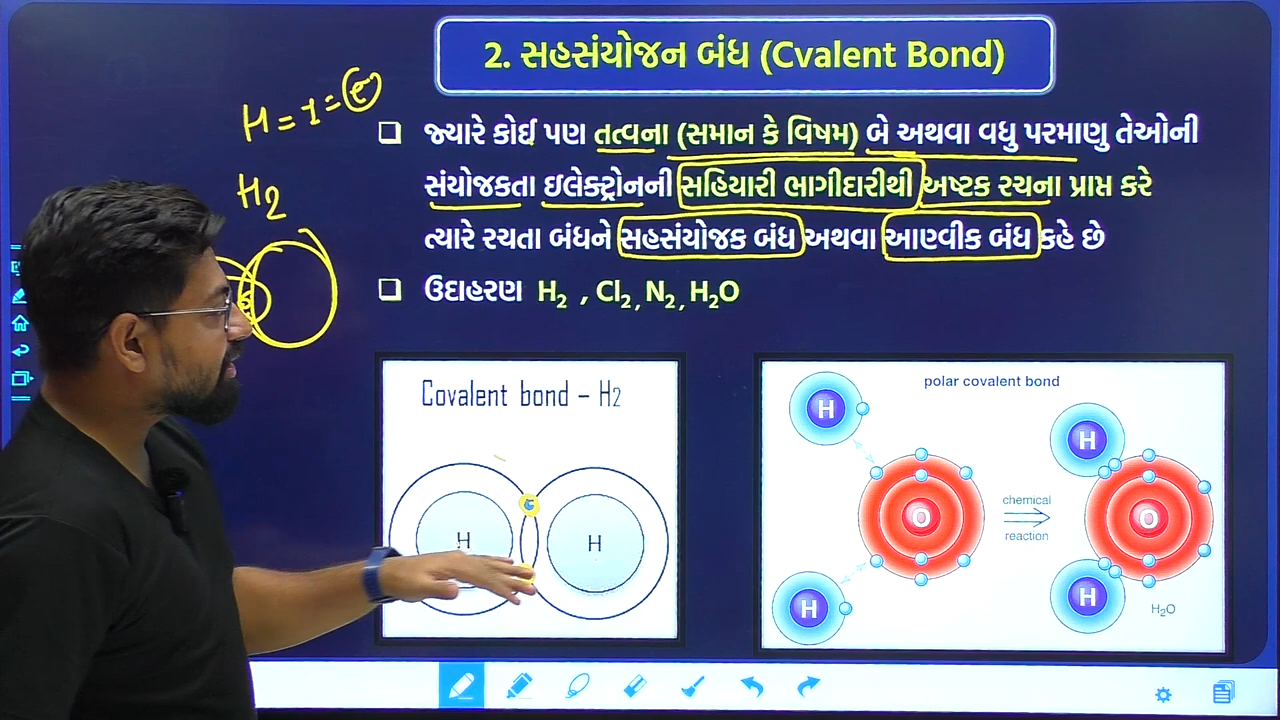 2. સહસંયોજન બંધ (Cvalent Bond)
H = 1 = e
❑ જ્યારે કોઈ પણ તત્વના (સમાન કે વિષમ) બે અથવા વધુ પરમાણુ તેઓની
સંયોજકતા ઇલેક્ટ્રોનની સહિયારી ભાગીદારીથી અષ્ટક રચના પ્રાપ્ત કરે
ત્યારે રચતા બંધને સહસંયોજક બંધ અથવા આણ્વીક બંધ કહે છે
H2
❑ ઉદાહરણ H₂ , Cl₂, N₂, H₂O
Covalent bond – H2
H
H
polar covalent bond
H
O
H
chemical
reaction
H
O
H
H₂O